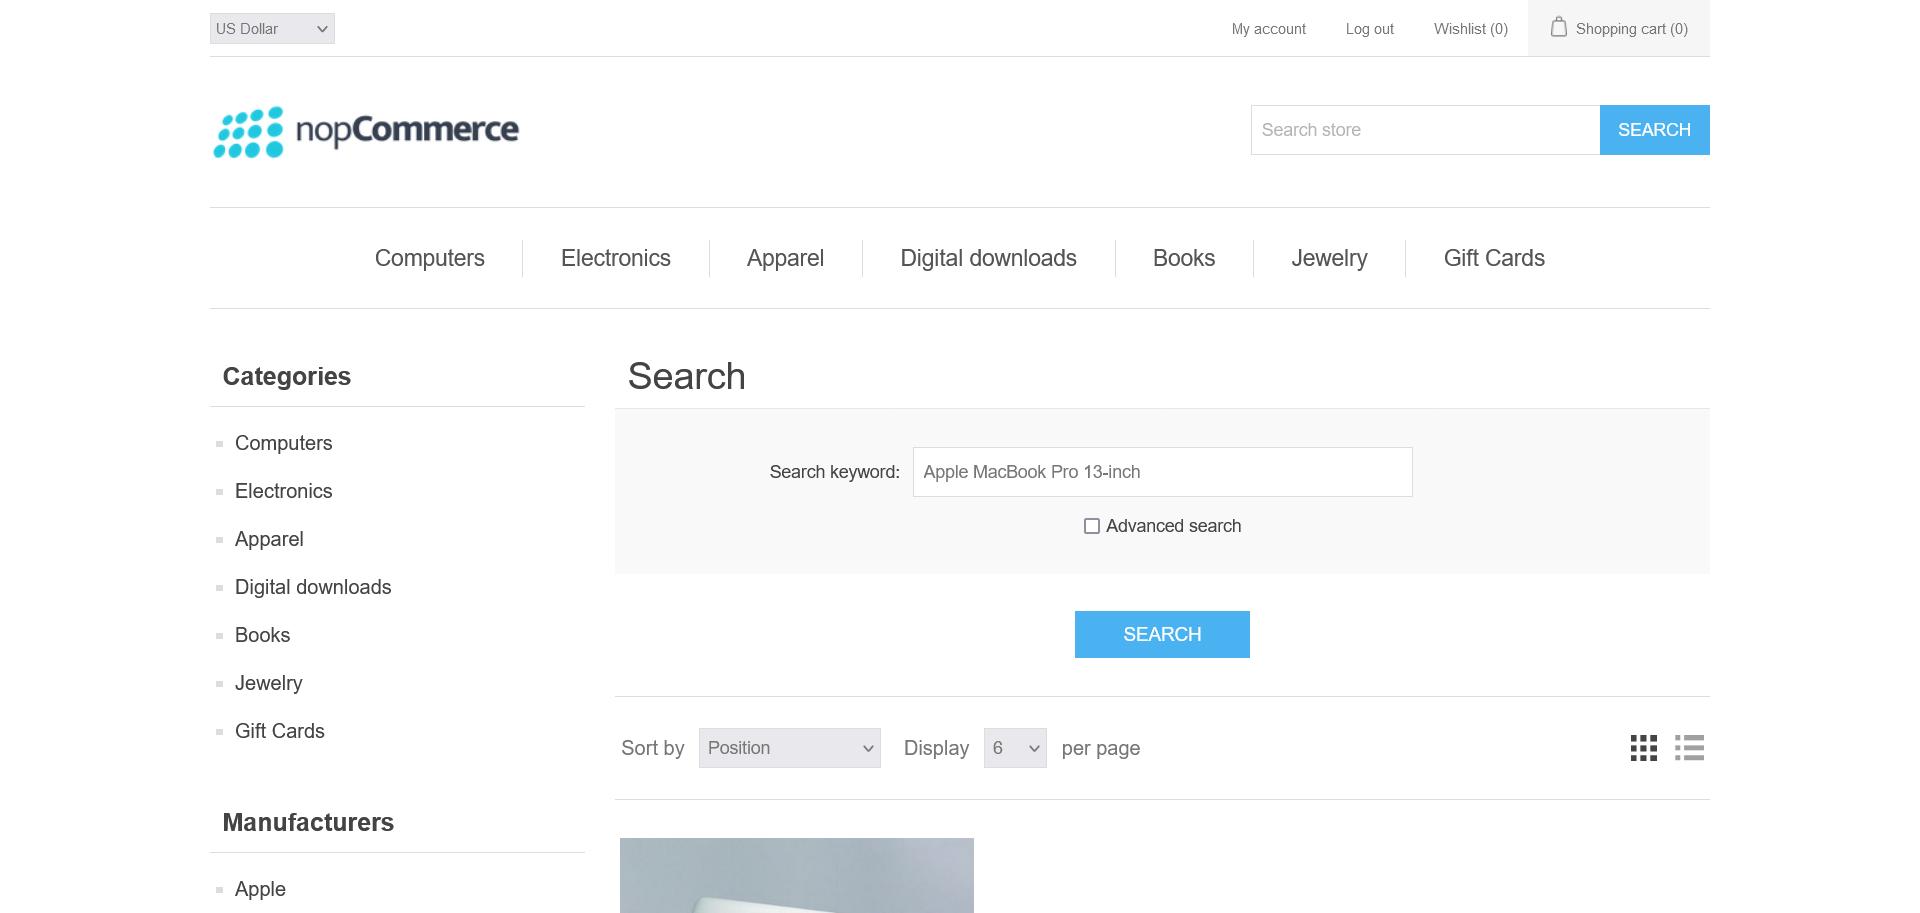 US Dollar
My account
Log out
Wishlist (0)
Shopping cart (0)
nopCommerce
Search store
SEARCH
Computers
Electronics
Apparel
Digital downloads
Books
Jewelry
Gift Cards
Categories
Computers
Electronics
Apparel
Digital downloads
Books
Jewelry
Gift Cards
Manufacturers
Apple
Search
Search keyword: Apple MacBook Pro 13-inch
Advanced search
SEARCH
Sort by Position Display 6 per page